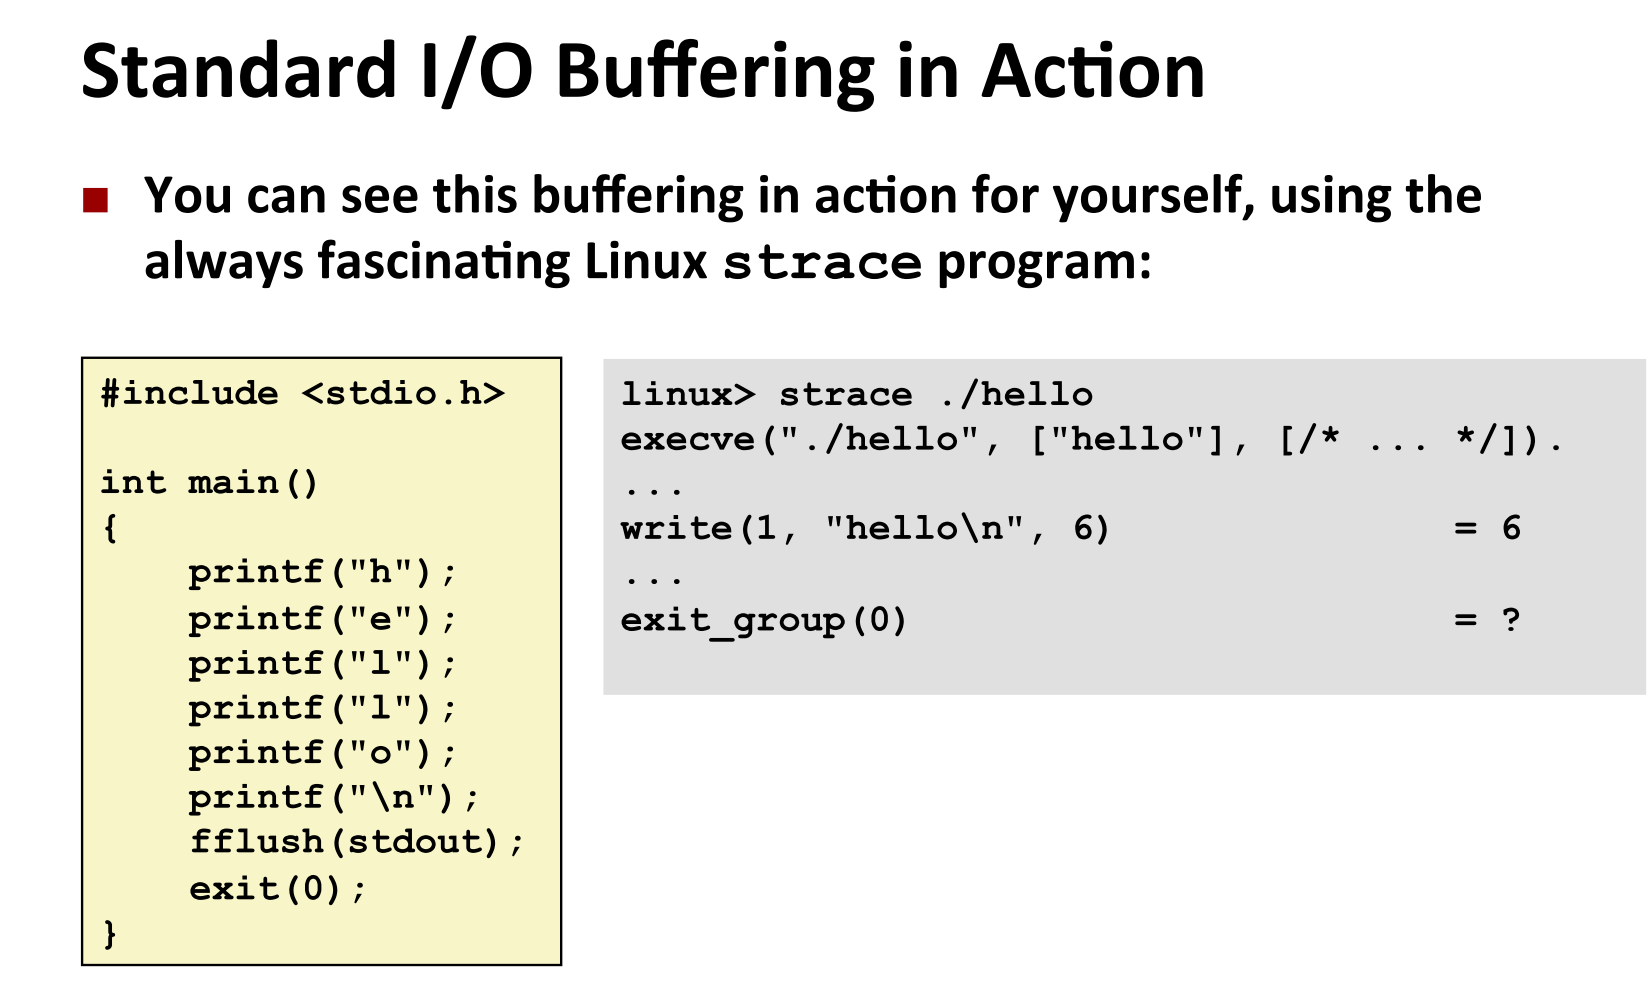 Standard I/O Buffering in Action
You can see this buffering in action for yourself, using the
always fascinating Linux strace program:
#include <stdio.h>
int main()
{
    printf("h");
    printf("e");
    printf("l");
    printf("l");
    printf("o");
    printf("\n");
    fflush(stdout);
    exit(0);
}
linux> strace ./hello
execve("./hello", ["hello"], [/* ... */]).
...
write(1, "hello\n", 6)               = 6
...
exit_group(0)                        = ?